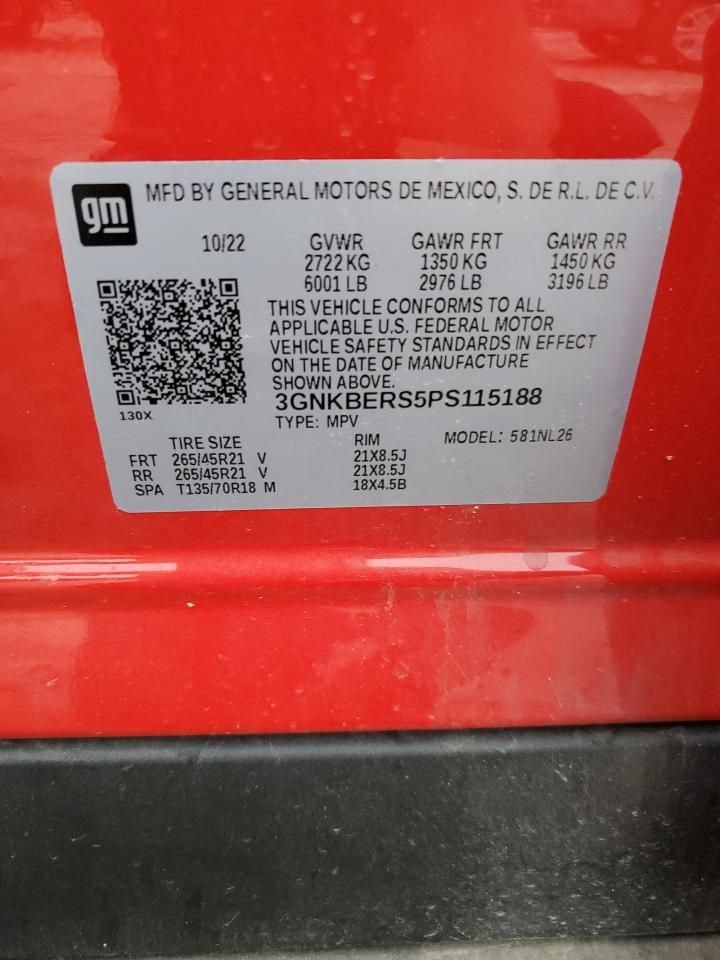 gm
MFD BY GENERAL MOTORS DE MEXICO, S. DE R.L. DE C.V.
10/22 GVWR GAWR FRT GAWR RR
2722 KG 1350 KG 1450 KG
6001 LB 2976 LB 3196 LB
THIS VEHICLE CONFORMS TO ALL
APPLICABLE U.S. FEDERAL MOTOR
VEHICLE SAFETY STANDARDS IN EFFECT
ON THE DATE OF MANUFACTURE
SHOWN ABOVE.
3GNKBERS5PS115188
130X
TYPE: MPV MODEL: 581NL26
TIRE SIZE RIM
FRT 265/45R21 V 21X8.5J
RR 265/45R21 V 21X8.5J
SPA T135/70R18 M 18X4.5B